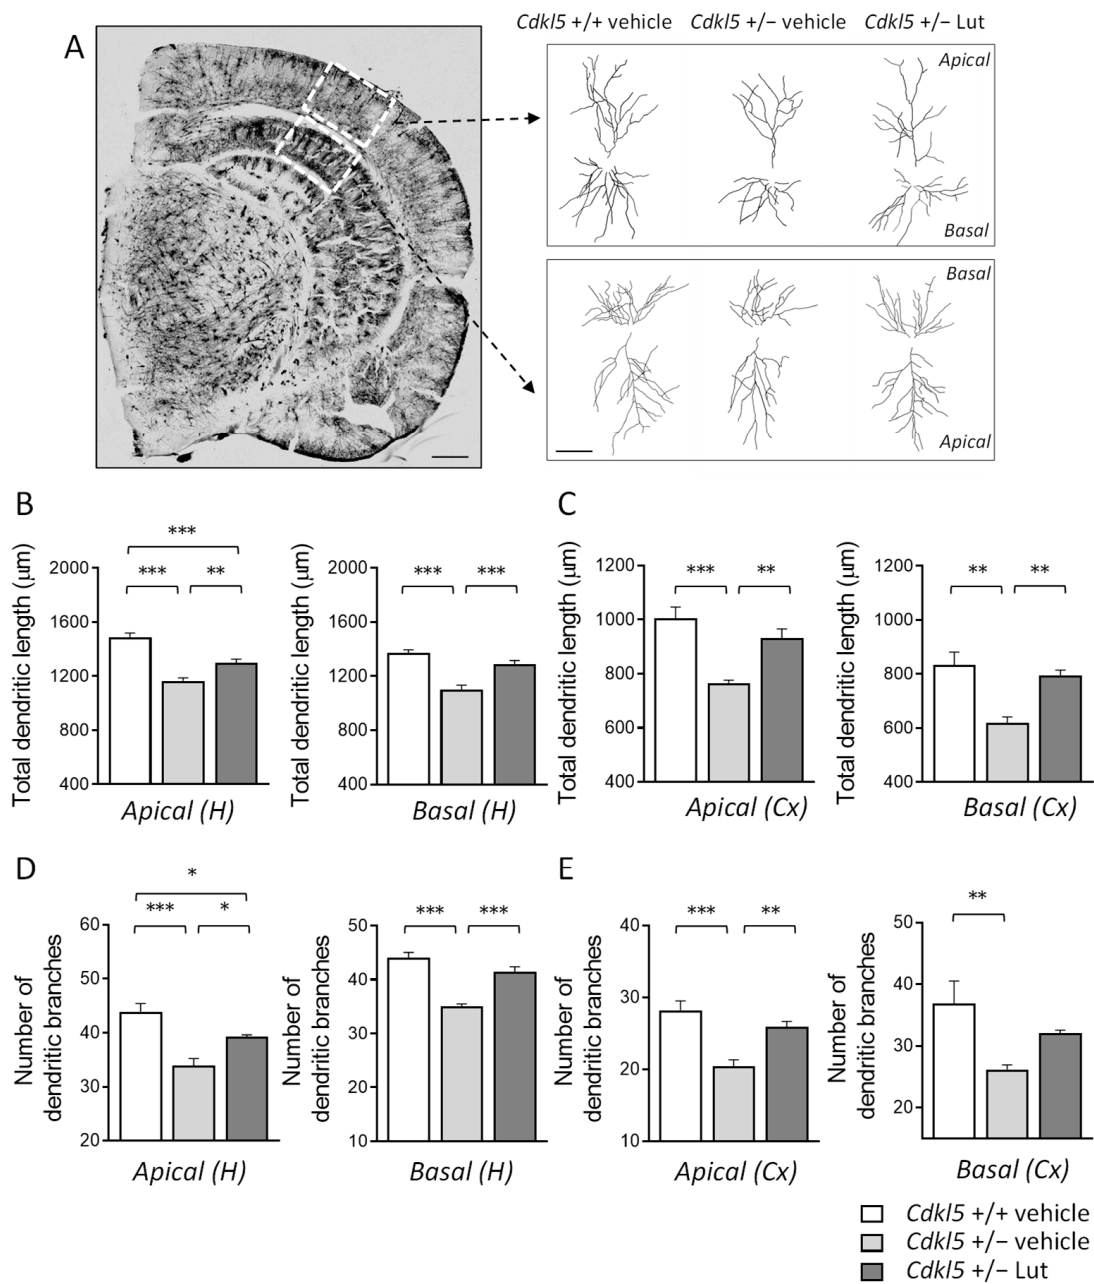 A
Cdkl5 +/+ vehicle Cdkl5 +/− vehicle Cdkl5 +/− Lut
Apical
Basal
Basal
Apical
B
***
*** **
Total dendritic length (μm)
2000
1600
1200
800
400
Apical (H)
*** ***
Total dendritic length (μm)
2000
1600
1200
800
400
Basal (H)
C
*** **
Total dendritic length (μm)
1200
1000
800
600
400
Apical (Cx)
** **
Total dendritic length (μm)
1200
1000
800
600
400
Basal (Cx)
D
*
*** *
Number of
dendritic branches
60
50
40
30
20
Apical (H)
*** ***
Number of
dendritic branches
50
40
30
20
10
Basal (H)
E
*** **
Number of
dendritic branches
40
30
20
10
Apical (Cx)
**
Number of
dendritic branches
50
40
30
20
Basal (Cx)
Cdkl5 +/+ vehicle
Cdkl5 +/− vehicle
Cdkl5 +/− Lut